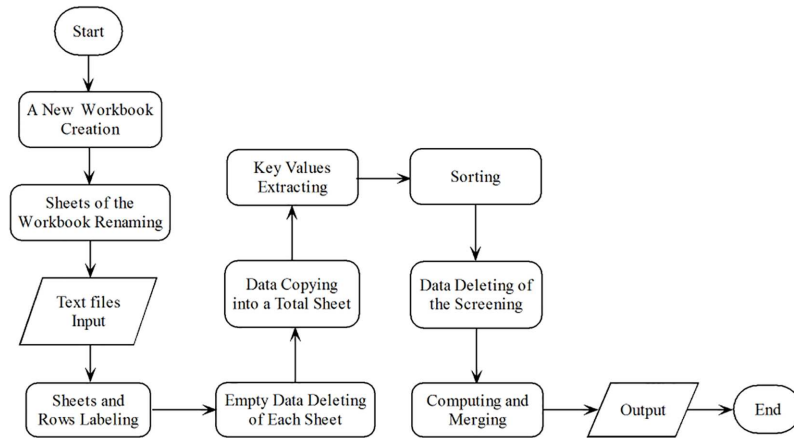 Start
A New Workbook
Creation
Sheets of the
Workbook Renaming
Text files
Input
Sheets and
Rows Labeling
Empty Data Deleting
of Each Sheet
Data Copying
into a Total Sheet
Key Values
Extracting
Sorting
Data Deleting of
the Screening
Computing and
Merging
Output
End